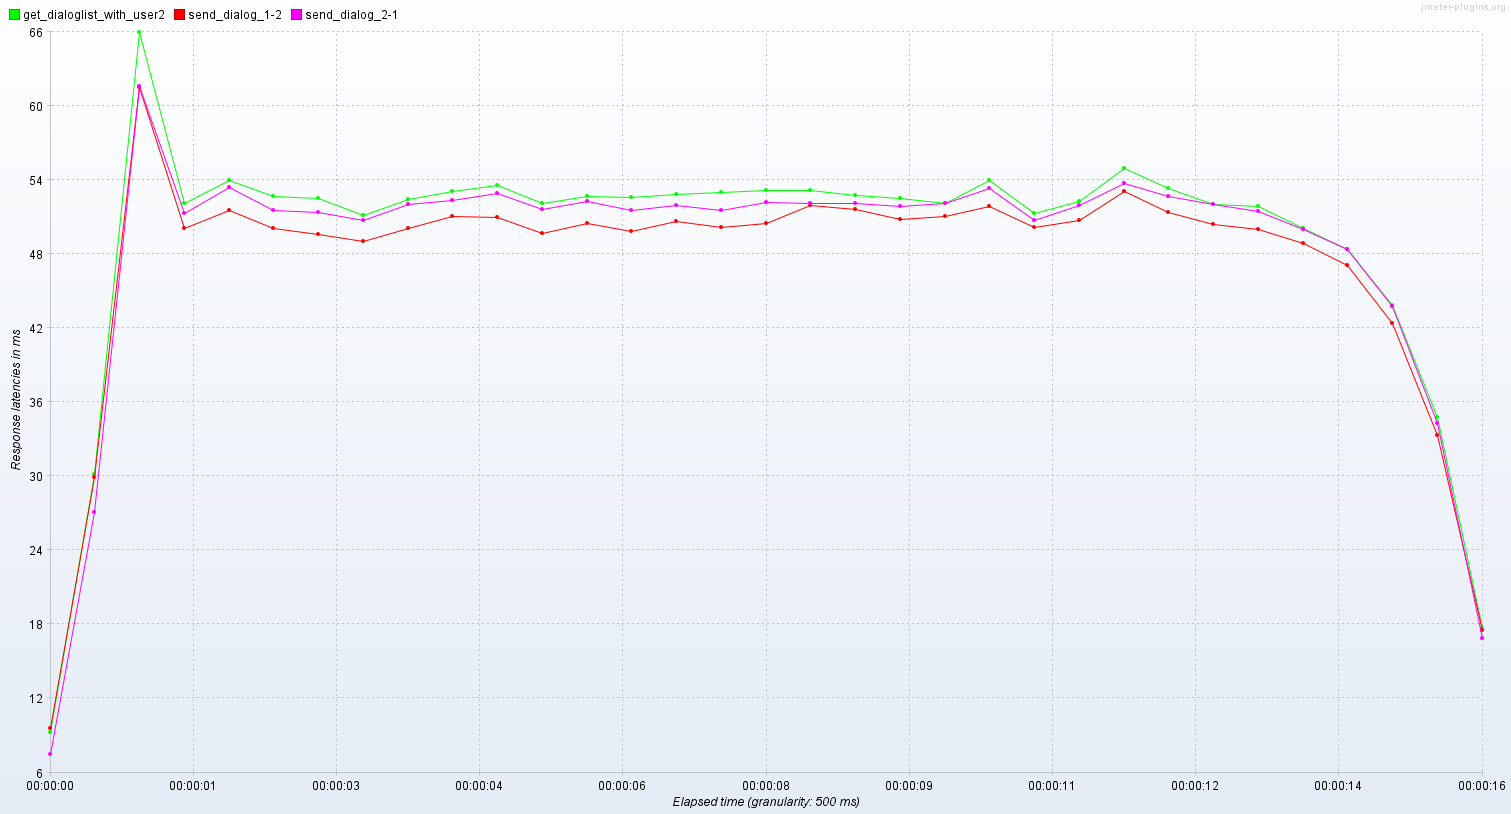 get_dialoglist_with_user2 send_dialog_1-2 send_dialog_2-1
jmeter-plugins.org
66
60
54
48
42
36
30
24
18
12
6
Response latencies in ms
00:00:00 00:00:01 00:00:03 00:00:04 00:00:06 00:00:08 00:00:09 00:00:11 00:00:12 00:00:14 00:00:16
Elapsed time (granularity: 500 ms)